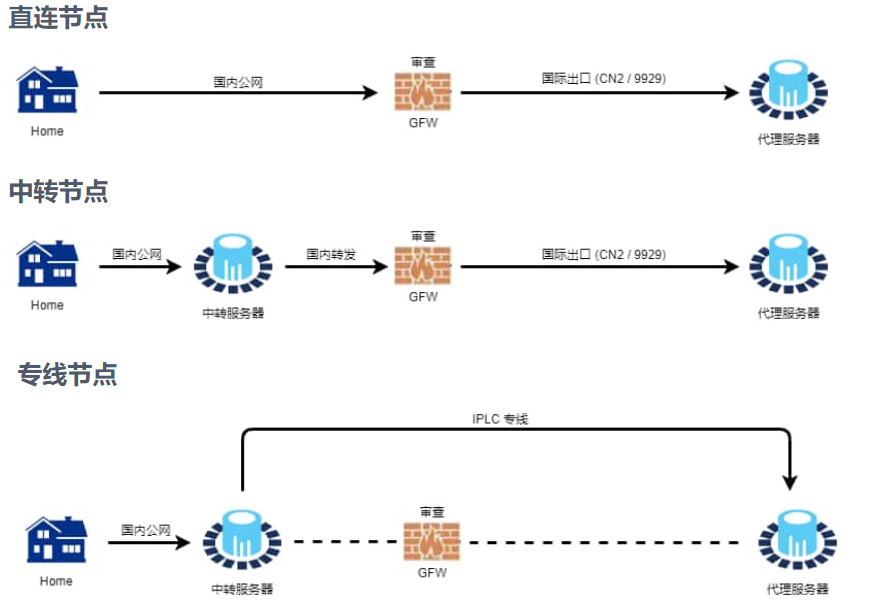 直连节点
审查
国内公网
国际出口 (CN2 / 9929)
Home
GFW
代理服务器
中转节点
审查
国内公网
国内转发
国际出口 (CN2 / 9929)
Home
中转服务器
GFW
代理服务器
专线节点
IPLC 专线
审查
国内公网
Home
中转服务器
GFW
代理服务器